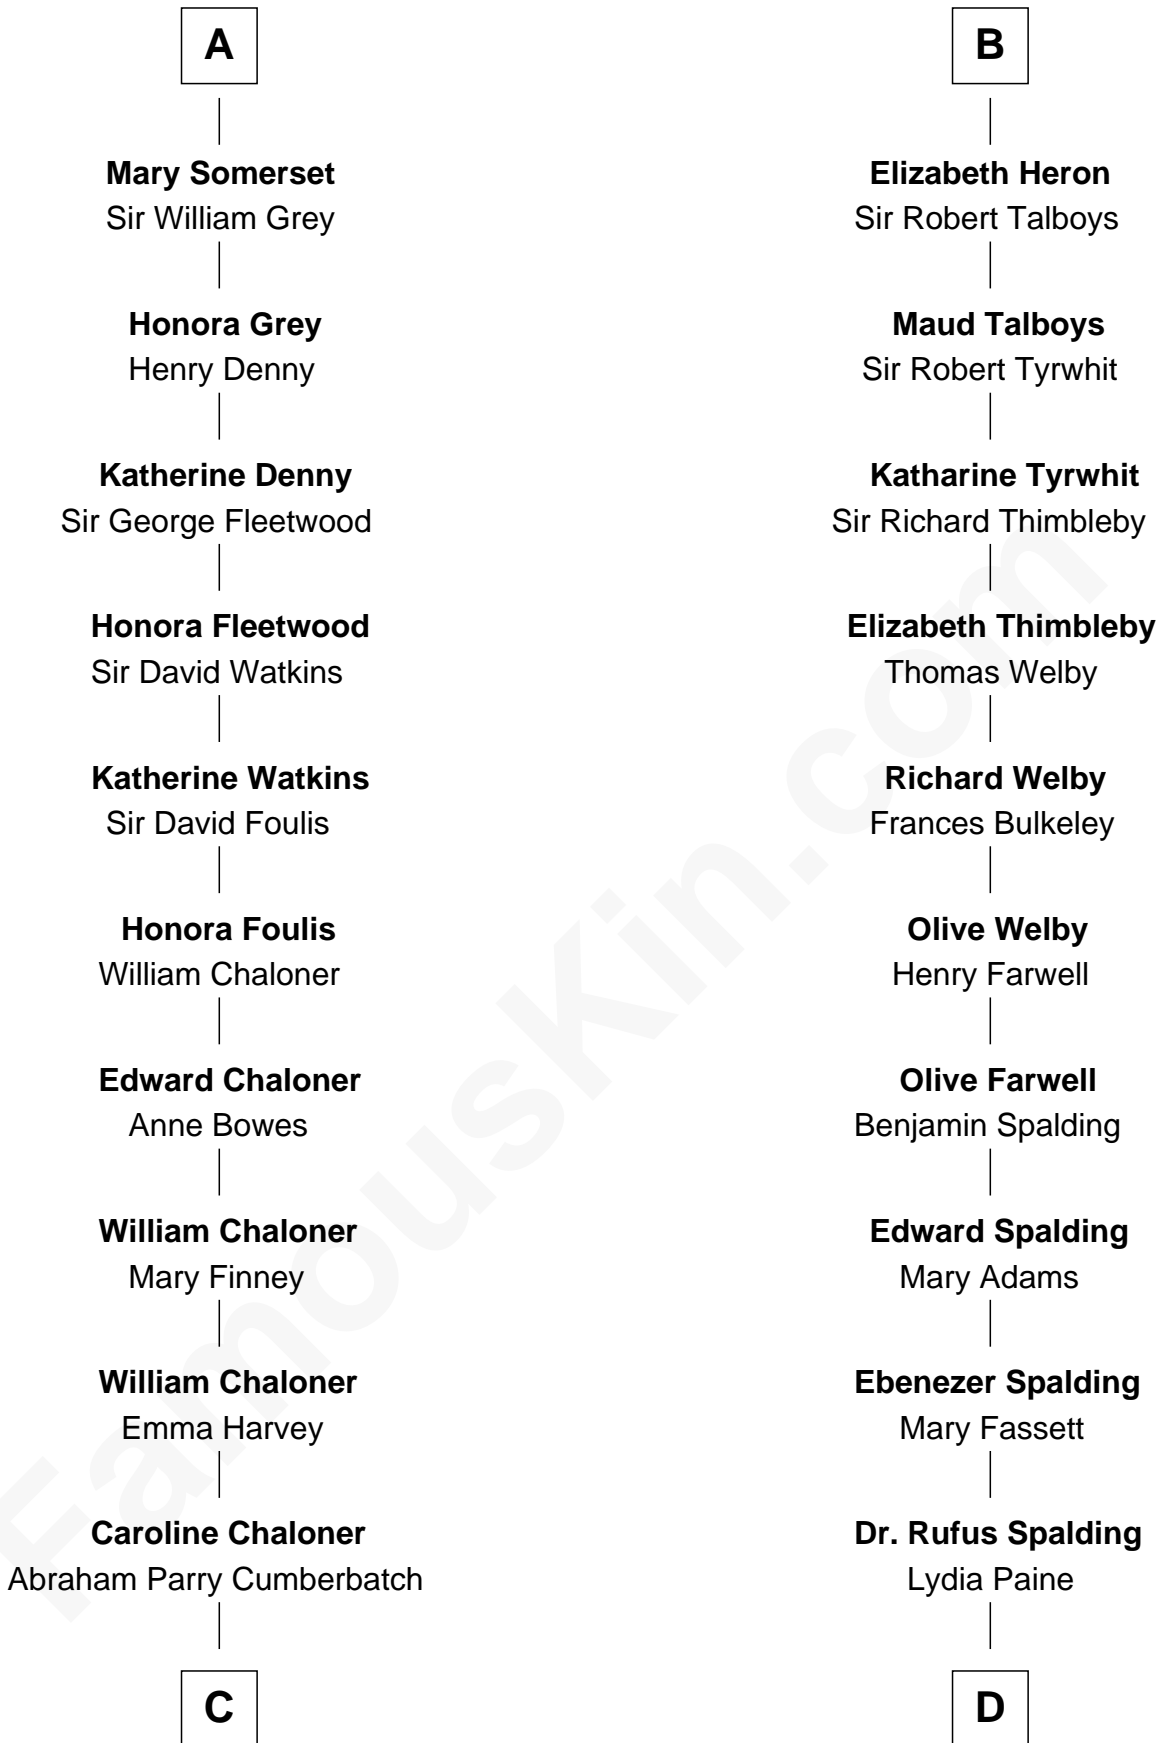 A
Mary Somerset
Sir William Grey
Honora Grey
Henry Denny
Katherine Denny
Sir George Fleetwood
Honora Fleetwood
Sir David Watkins
Katherine Watkins
Sir David Foulis
Honora Foulis
William Chaloner
Edward Chaloner
Anne Bowes
William Chaloner
Mary Finney
William Chaloner
Emma Harvey
Caroline Chaloner
Abraham Parry Cumberbatch
C
B
Elizabeth Heron
Sir Robert Talboys
Maud Talboys
Sir Robert Tyrwhit
Katharine Tyrwhit
Sir Richard Thimbleby
Elizabeth Thimbleby
Thomas Welby
Richard Welby
Frances Bulkeley
Olive Welby
Henry Farwell
Olive Farwell
Benjamin Spalding
Edward Spalding
Mary Adams
Ebenezer Spalding
Mary Fassett
Dr. Rufus Spalding
Lydia Paine
D
FamousKin.com